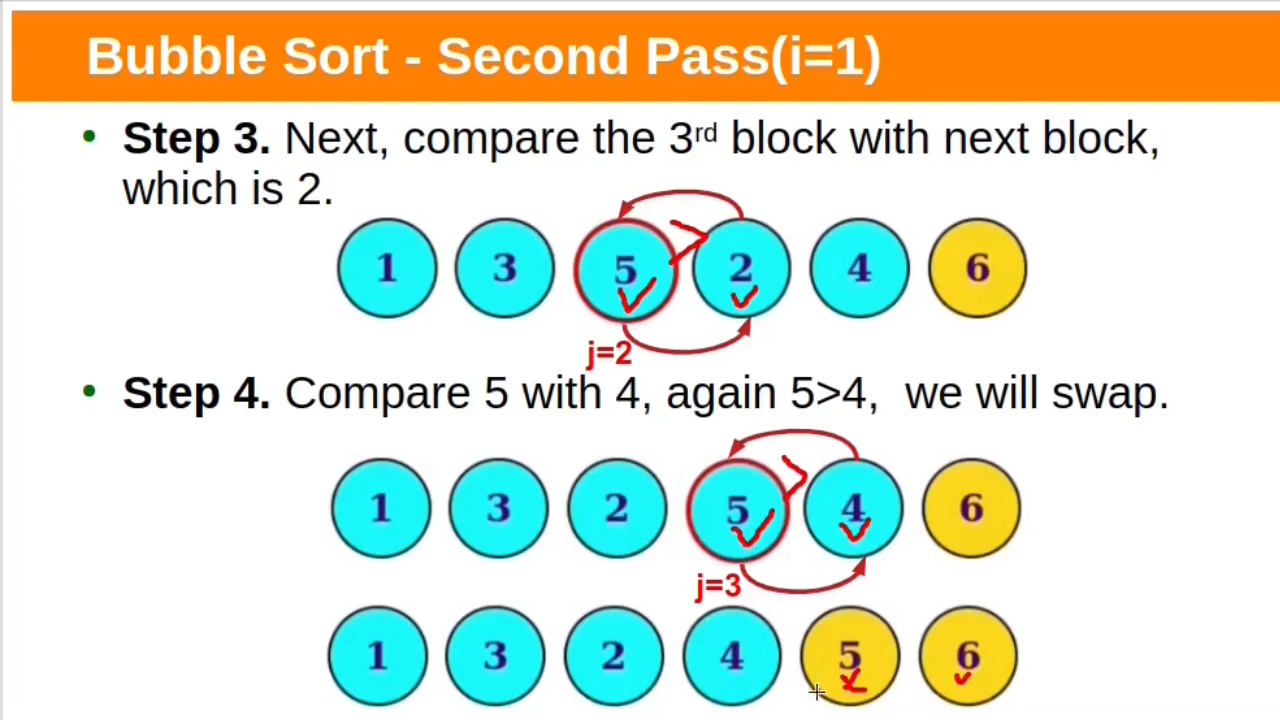 Bubble Sort - Second Pass(i=1)
• Step 3. Next, compare the 3rd block with next block,
which is 2.
1 3 5 > 2 4 6
j=2
• Step 4. Compare 5 with 4, again 5>4, we will swap.
1 3 2 5 > 4 6
j=3
1 3 2 4 5 6